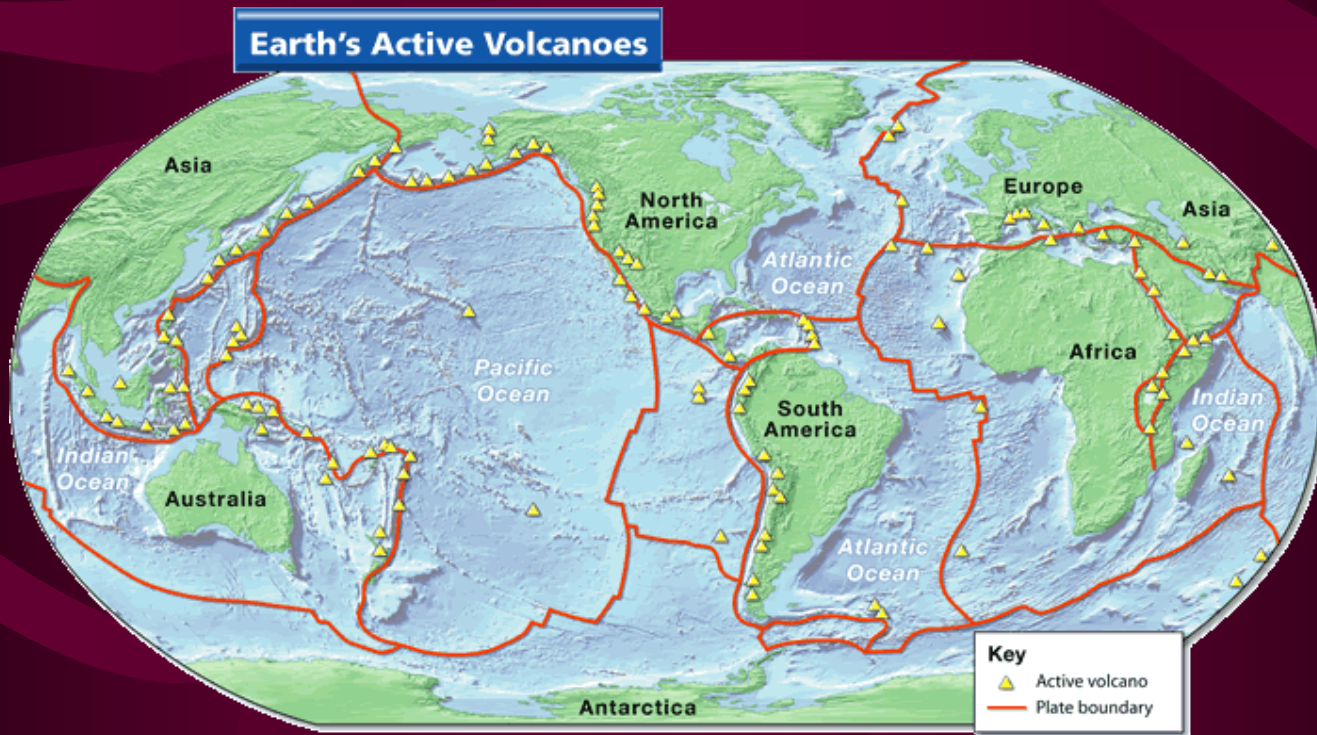 Earth's Active Volcanoes
Asia
North
America
Europe
Asia
Atlantic
Ocean
Pacific
Ocean
Africa
South
America
Indian
Ocean
Indian
Ocean
Australia
Atlantic
Ocean
Antarctica
Key
Active volcano
Plate boundary